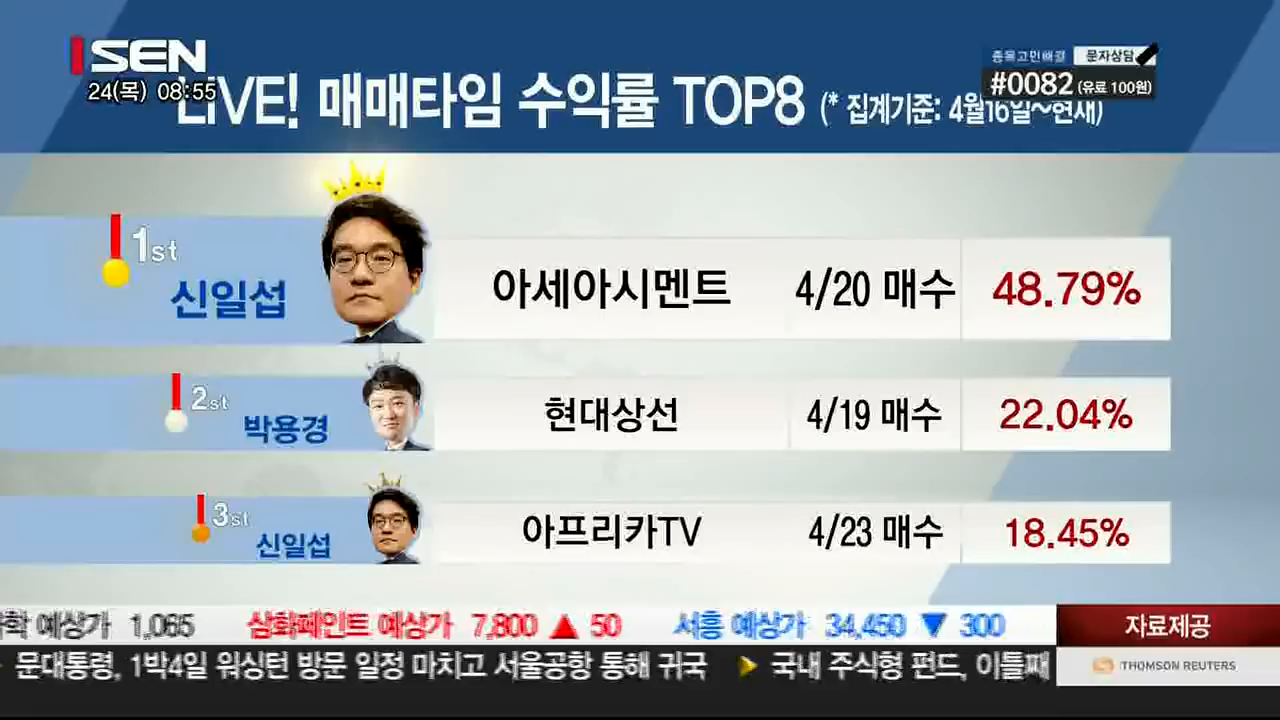 SEN
24(목) 08:55
종목고민해결 문자상담
#0082 (유료 100원)
LIVE! 매매타임 수익률 TOP8 (* 집계기준: 4월16일~현재)
1st
신일섭
아세아시멘트 4/20 매수 48.79%
2st
박용경
현대상선 4/19 매수 22.04%
3st
신일섭
아프리카TV 4/23 매수 18.45%
학 예상가 1,065 삼화페인트 예상가 7,800 ▲ 50 서흥 예상가 34,450 ▼ 300
자료제공
문대통령, 1박4일 워싱턴 방문 일정 마치고 서울공항 통해 귀국 ▶ 국내 주식형 펀드, 이틀째
THOMSON REUTERS